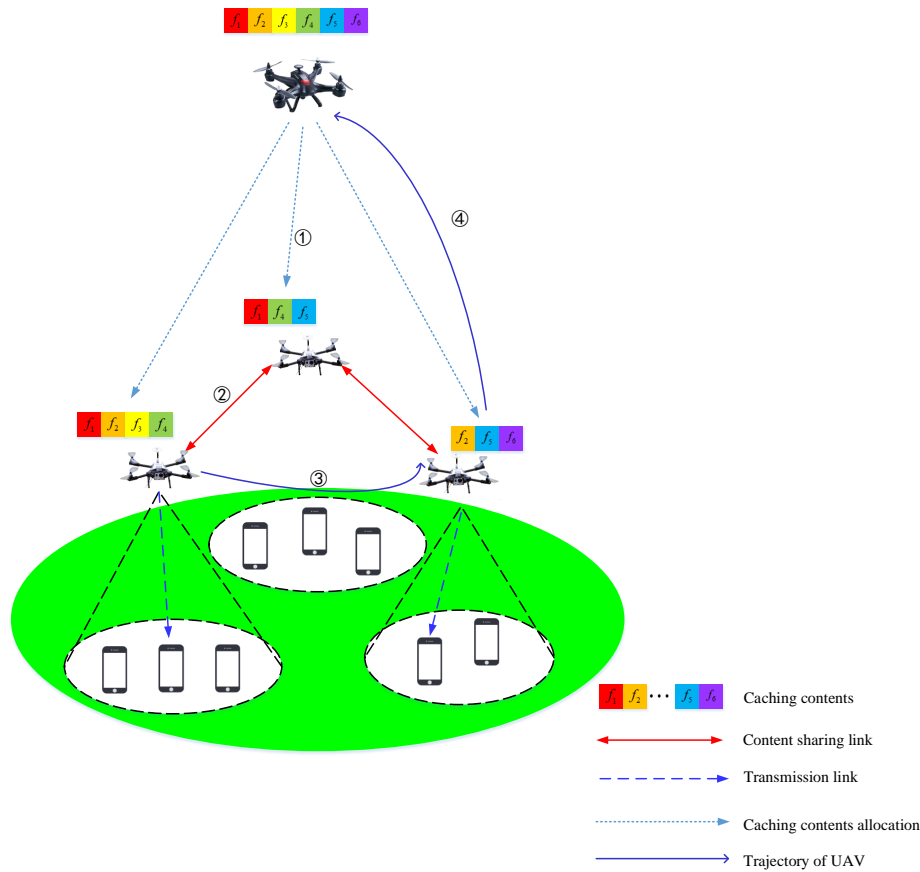 f₁ f₂ f₃ f₄ f₅ f₆
④
①
f₁ f₄ f₅
②
f₁ f₂ f₃ f₄
f₂ f₅ f₆
③
f₁ f₂ ··· f₅ f₆ Caching contents
Content sharing link
Transmission link
Caching contents allocation
Trajectory of UAV